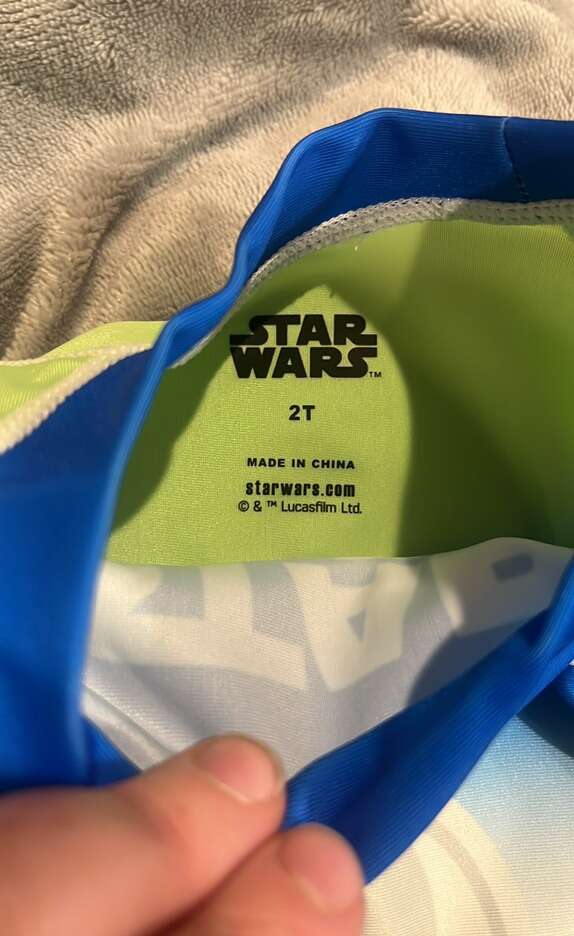 STAR
WARS™
2T
MADE IN CHINA
starwars.com
© & ™ Lucasfilm Ltd.